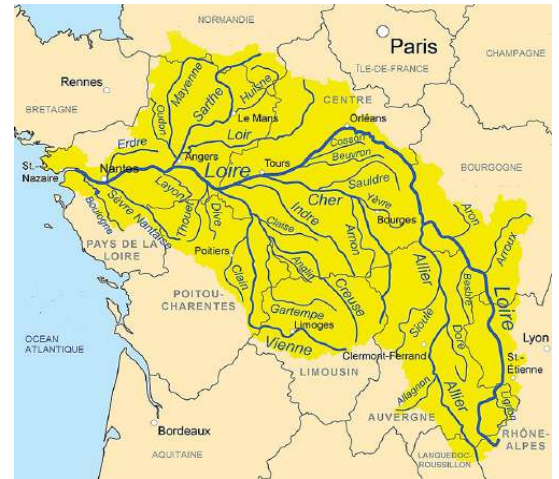 NORMANDIE
Paris
CHAMPAGNE
ÎLE-DE-FRANCE
Rennes
BRETAGNE
Mayenne
Oudon
Sarthe
Huisne
Le Mans
CENTRE
Orléans
Loir
Erdre
Angers
Loire
Tours
Cosson
Beuvron
BOURGOGNE
St.-
Nazaire
Nantes
Layon
Sauldre
Cher
Yèvre
Bourges
Indre
Boulogne
Sèvre Nantaise
Thouet
Dive
Claise
Arnon
Aron
Arroux
PAYS DE LA
LOIRE
Poitiers
Clain
Anglin
Creuse
Allier
Besbre
Loire
POITOU-
CHARENTES
Gartempe
Limoges
Vienne
Sioule
Dore
Lyon
OCEAN
ATLANTIQUE
Clermont-Ferrand
St.-
Étienne
LIMOUSIN
Allagnon
Allier
Lignon
AUVERGNE
RHÔNE-
ALPES
Bordeaux
AQUITAINE
LANGUEDOC-
ROUSSILLON